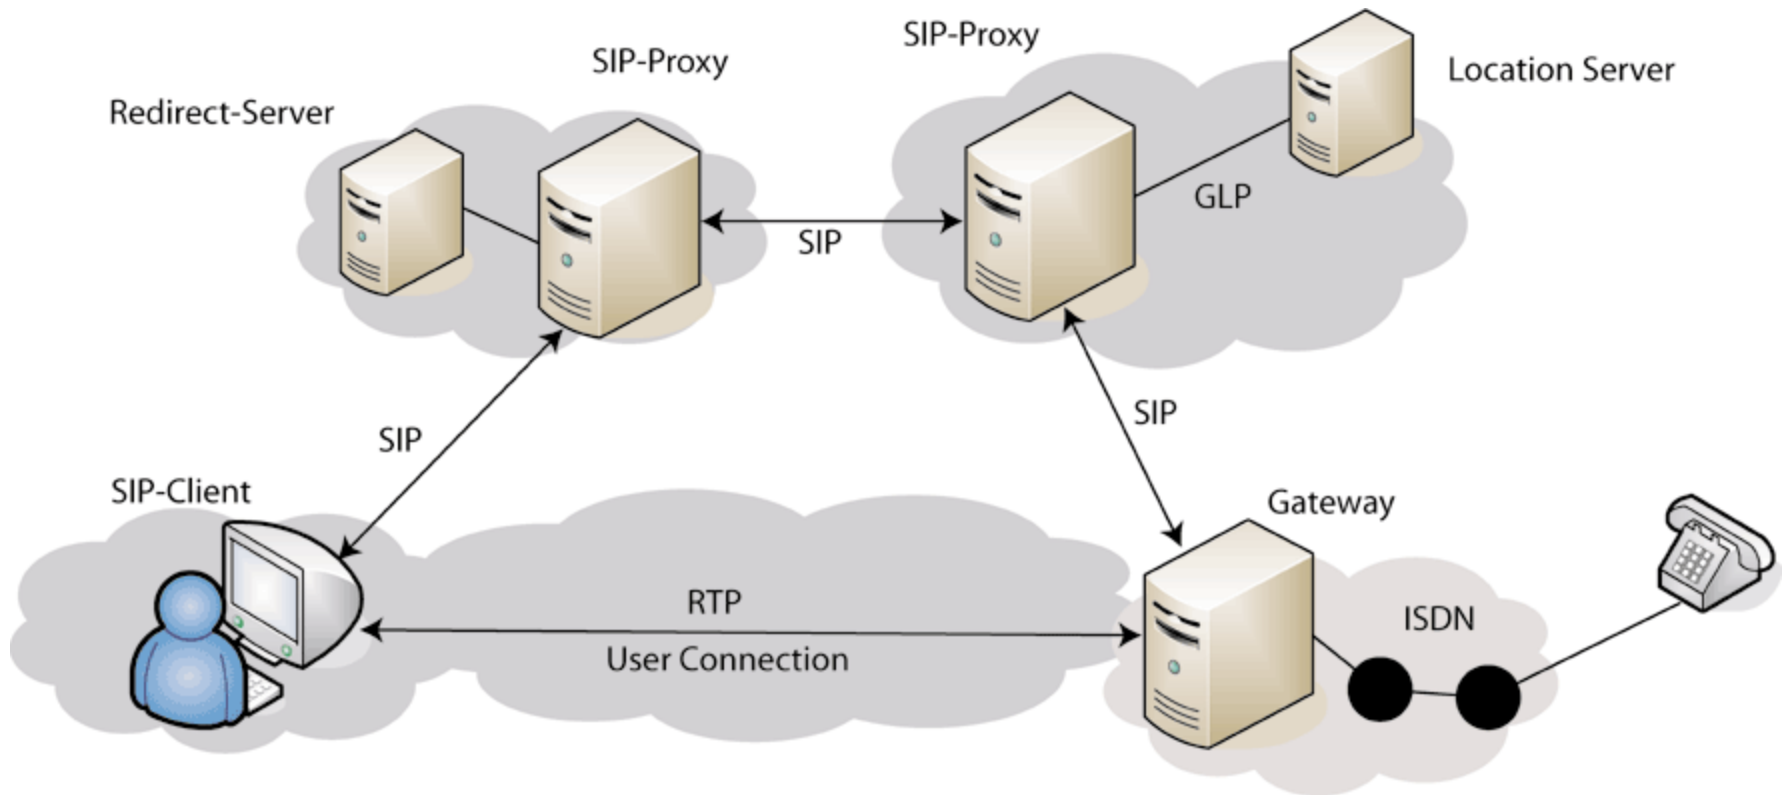 SIP-Proxy
Location Server
SIP-Proxy
Redirect-Server
GLP
SIP
SIP
SIP
SIP-Client
Gateway
RTP
ISDN
User Connection